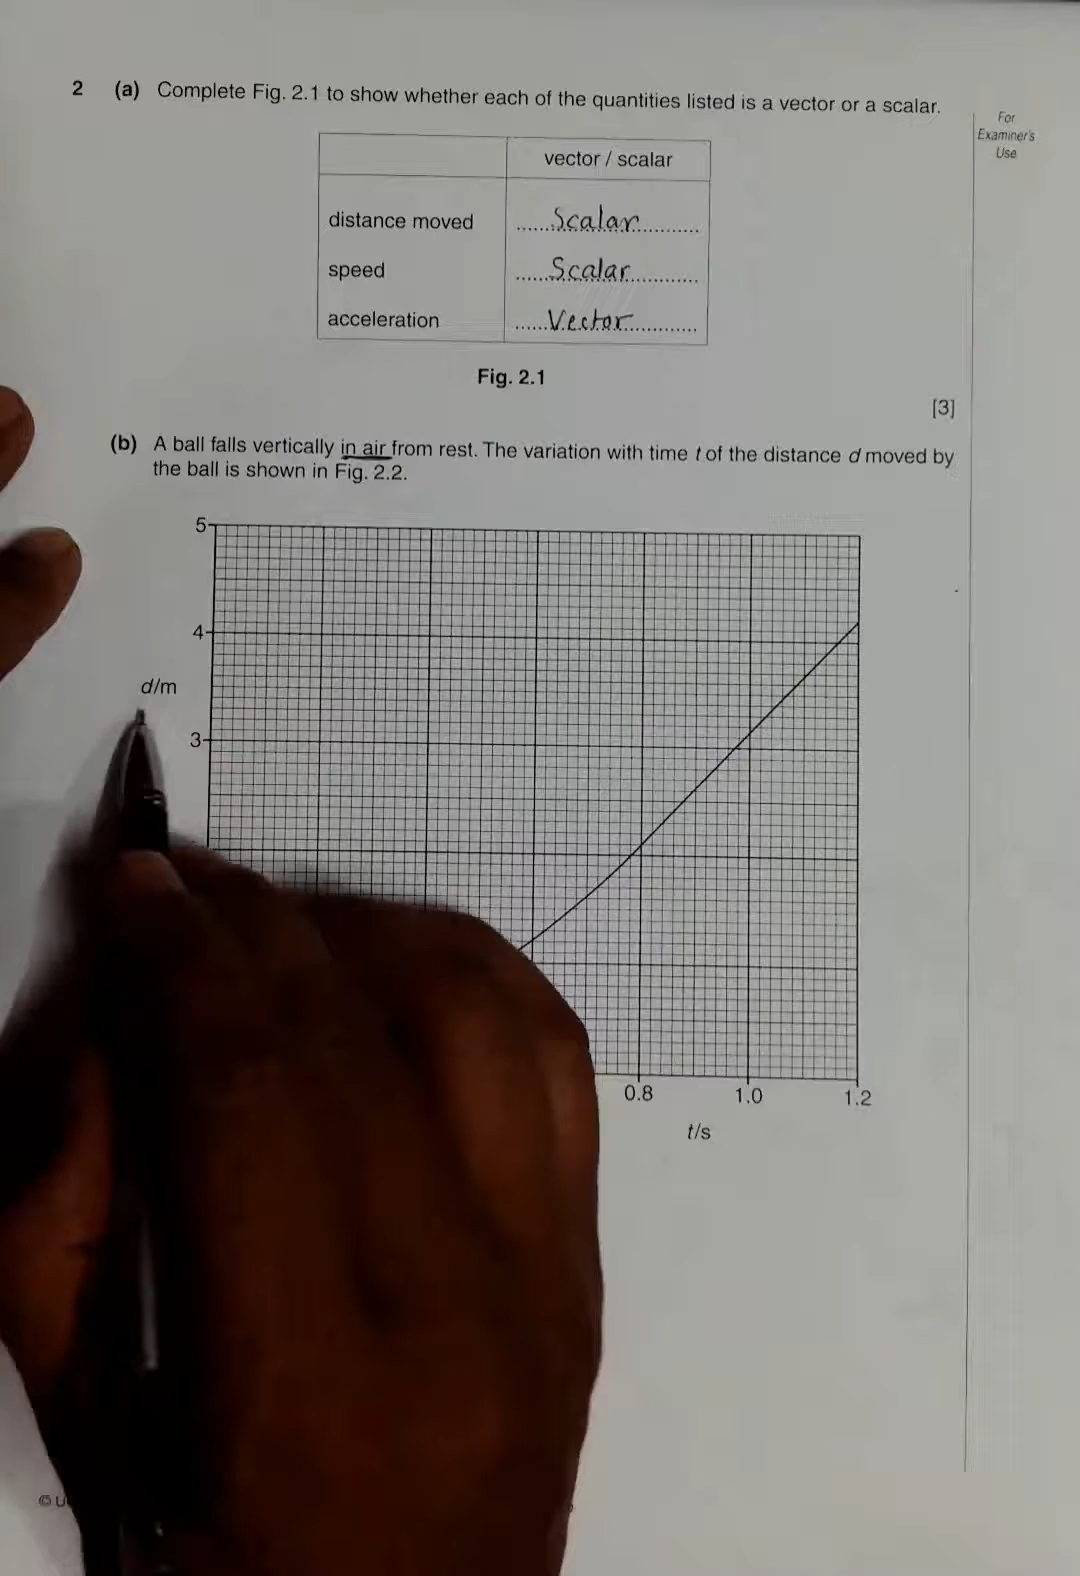 2 (a) Complete Fig. 2.1 to show whether each of the quantities listed is a vector or a scalar.
For
Examiner's
Use
vector / scalar
distance moved ......Scalar............
speed ......Scalar............
acceleration ......Vector............
Fig. 2.1
[3]
(b) A ball falls vertically in air from rest. The variation with time t of the distance d moved by
the ball is shown in Fig. 2.2.
5
4
d/m
3
0.8 1.0 1.2
t/s
©